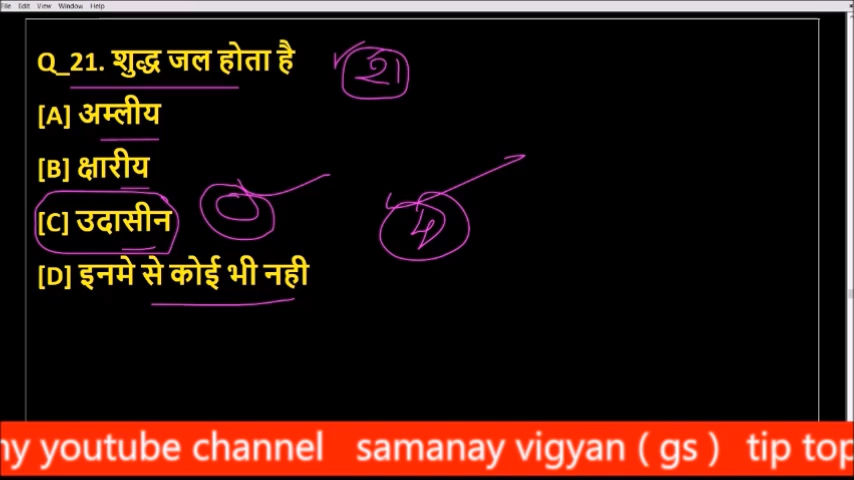 File Edit View Window Help
Q_21. शुद्ध जल होता है
21
[A] अम्लीय
[B] क्षारीय
[C] उदासीन
[D] इनमे से कोई भी नही
ny youtube channel samanay vigyan ( gs ) tip top